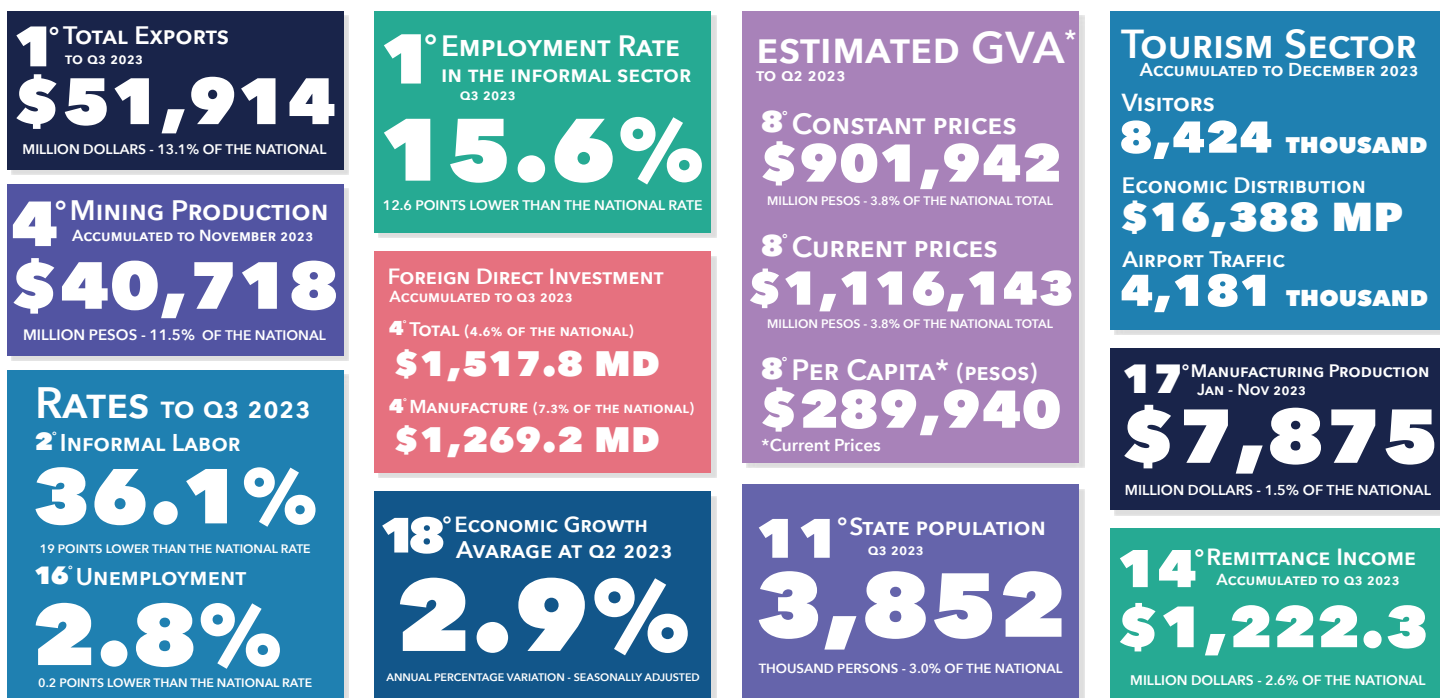 1° Total Exports
to Q3 2023
$51,914
MILLION DOLLARS - 13.1% OF THE NATIONAL
4° Mining Production
Accumulated to November 2023
$40,718
MILLION PESOS - 11.5% OF THE NATIONAL
Rates to Q3 2023
2° Informal Labor
36.1%
19 POINTS LOWER THAN THE NATIONAL RATE
16° Unemployment
2.8%
0.2 POINTS LOWER THAN THE NATIONAL RATE
1° Employment Rate
in the informal sector
Q3 2023
15.6%
12.6 POINTS LOWER THAN THE NATIONAL RATE
Foreign Direct Investment
Accumulated to Q3 2023
4° Total (4.6% of the national)
$1,517.8 MD
4° Manufacture (7.3% of the national)
$1,269.2 MD
18° Economic Growth
Avarage at Q2 2023
2.9%
ANNUAL PERCENTAGE VARIATION - SEASONALLY ADJUSTED
estimated GVA*
to Q2 2023
8° Constant prices
$901,942
MILLION PESOS - 3.8% OF THE NATIONAL TOTAL
8° Current prices
$1,116,143
MILLION PESOS - 3.8% OF THE NATIONAL TOTAL
8° Per Capita* (pesos)
$289,940
*Current Prices
11° State population
Q3 2023
3,852
THOUSAND PERSONS - 3.0% OF THE NATIONAL
Tourism Sector
Accumulated to December 2023
Visitors
8,424 thousand
Economic Distribution
$16,388 MP
Airport Traffic
4,181 thousand
17° Manufacturing Production
Jan - Nov 2023
$7,875
MILLION DOLLARS - 1.5% OF THE NATIONAL
14° Remittance Income
Accumulated to Q3 2023
$1,222.3
MILLION DOLLARS - 2.6% OF THE NATIONAL